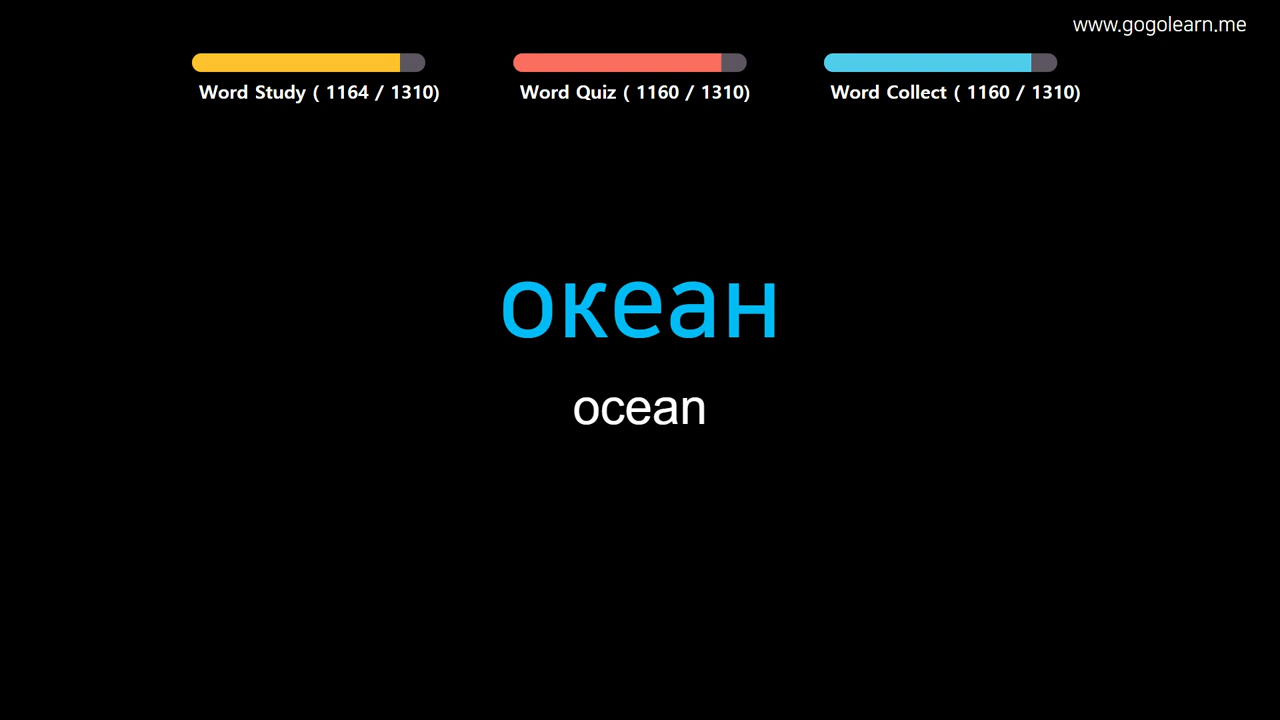 www.gogolearn.me
Word Study ( 1164 / 1310)
Word Quiz ( 1160 / 1310)
Word Collect ( 1160 / 1310)
океан
ocean